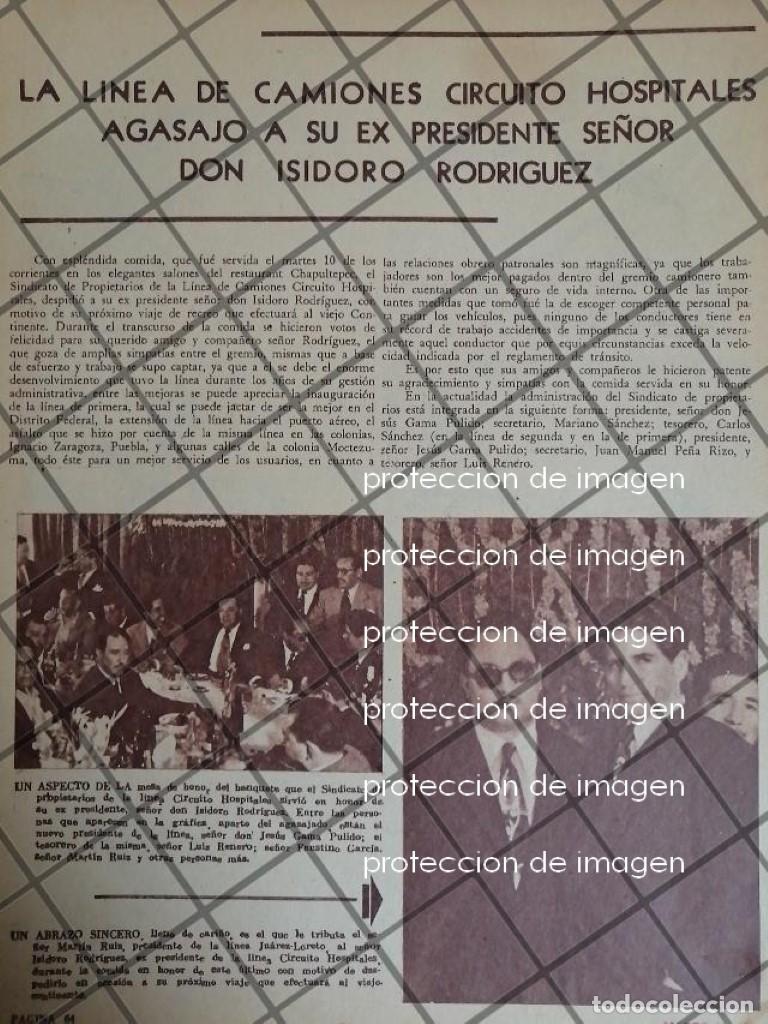 LA LINEA DE CAMIONES CIRCUITO HOSPITALES
AGASAJO A SU EX PRESIDENTE SEÑOR
DON ISIDORO RODRIGUEZ
Con espléndida comida, que fué servida el martes 10 de los
corrientes en los elegantes salones del restaurant Chapultepec, el
Sindicato de Propietarios de la Línea de Camiones Circuito Hospi-
tales, despidió a su ex presidente señor don Isidoro Rodríguez, con
motivo de su próximo viaje de recreo que efectuará al viejo Con-
tinente. Durante el transcurso de la comida se hicieron votos de
felicidad para su querido amigo y compañero señor Rodríguez, el
que goza de amplias simpatías entre el gremio, mismas que a base
de esfuerzo y trabajo se supo captar, ya que a él se debe el enorme
desenvolvimiento que tuvo la línea durante los años de su gestión
administrativa, entre las mejoras se puede apreciar la inauguración
de la línea de primera, la cual se puede jactar de ser la mejor en el
Distrito Federal, la extensión de la línea hacia el puerto aéreo, el
asfalto que se hizo por cuenta de la misma línea en las colonias,
Ignacio Zaragoza, Puebla, y algunas calles de la colonia Moctezu-
ma, todo éste para un mejor servicio de los usuarios, en cuanto a
las relaciones obrero patronales son magníficas, ya que los traba-
jadores son los mejor pagados dentro del gremio camionero tam-
bién cuentan con un seguro de vida interno. Otra de las impor-
tantes medidas que tomó fué la de escoger competente personal pa-
ra guiar los vehículos, pues ninguno de los conductores tiene en
su récord de trabajo accidentes de importancia y se castiga severa-
mente aquel conductor que por equis circunstancias exceda la velo-
cidad indicada por el reglamento de tránsito.
Es por esto que sus amigos y compañeros le hicieron patente
su agradecimiento y simpatías con la comida servida en su honor.
En la actualidad la administración del Sindicato de propieta-
rios está integrada en la siguiente forma: presidente, señor don Je-
sús Gama Pulido; secretario, Mariano Sánchez; tesorero, Carlos
Sánchez (en la línea de segunda y en la de primera), presidente,
señor Jesús Gama Pulido; secretario, Juan Manuel Peña Rizo, y
tesorero, señor Luis Renero.
proteccion de imagen
proteccion de imagen
proteccion de imagen
proteccion de imagen
proteccion de imagen
proteccion de imagen
UN ASPECTO DE LA mesa de honor, del banquete que el Sindicato
propietarios de la línea Circuito Hospitales sirvió en honor de
su ex presidente, señor don Isidoro Rodríguez. Entre las perso-
nas que aparecen en la gráfica, aparte del agasajado, están el
nuevo presidente de la línea, señor don Jesús Gama Pulido; el
tesorero de la misma, señor Luis Renero; señor Faustino García,
señor Martín Ruiz y otras personas más.
UN ABRAZO SINCERO, lleno de cariño, es el que le tributa el se-
ñor Martín Ruiz, presidente de la línea Juárez-Loreto, al señor
Isidoro Rodríguez, ex presidente de la línea Circuito Hospitales,
durante la comida en honor de este último con motivo de des-
pedirlo en ocasión a su próximo viaje que efectuará al viejo
continente.
PAGINA 64
todocoleccion